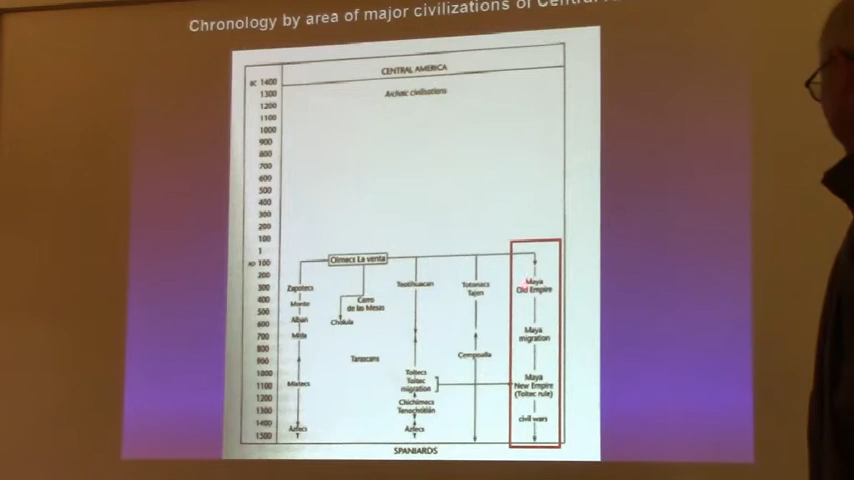 Chronology by area of major civilizations of Central
CENTRAL AMERICA
BC 1400
1300
Archaic civilisations
1200
1100
1000
900
800
700
600
500
400
300
200
100
1
AD 100
Olmecs La venta
200
300
Zapotecs
Teotihuacan
Totonacs
Tajen
Maya
Old Empire
400
Monte
Cerro
de las Mesas
500
600
Alban
Cholula
700
Mitla
Maya
migration
800
900
Tarascans
Cempoalla
1000
Toltecs
1100
Mixtecs
Toltec
migration
Maya
New Empire
(Toltec rule)
1200
Chichimecs
1300
Tenochtitlán
civil wars
1400
Aztecs
Aztecs
1500
SPANIARDS